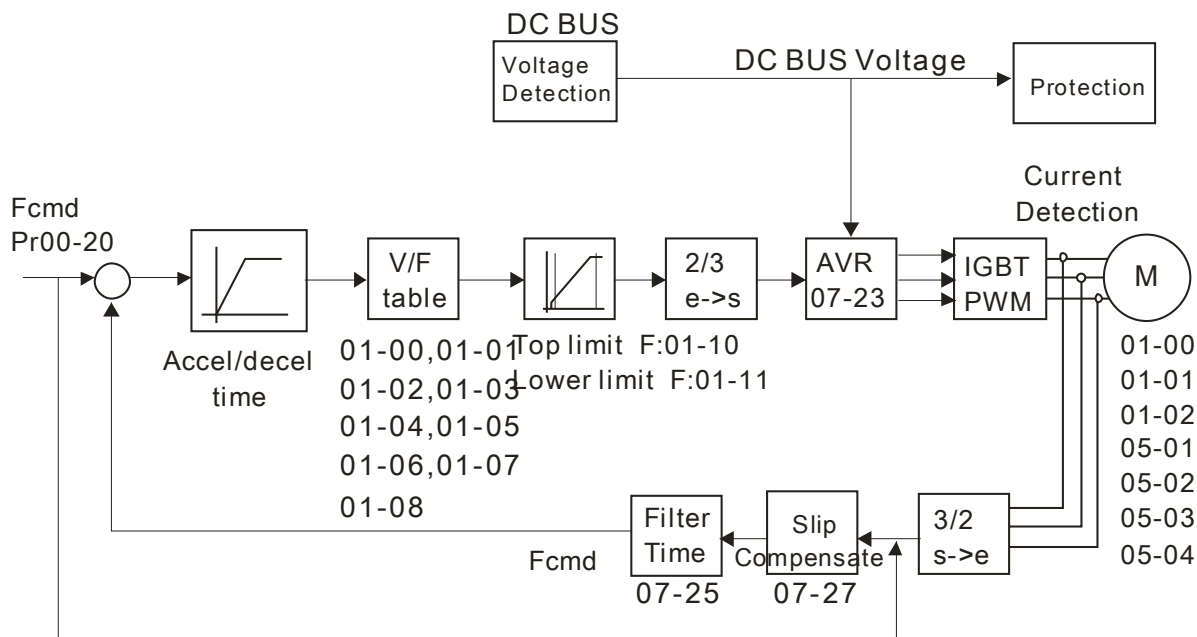 DC BUS
Voltage
Detection
DC BUS Voltage
Protection
Current
Detection
Fcmd
Pr00-20
Accel/decel
time
V/F
table
01-00,01-01
01-02,01-03
01-04,01-05
01-06,01-07
01-08
Top limit F:01-10
Lower limit F:01-11
2/3
e->s
AVR
07-23
IGBT
PWM
M
01-00
01-01
01-02
05-01
05-02
05-03
05-04
Fcmd
Filter
Time
07-25
Slip
Compensate
07-27
3/2
s->e